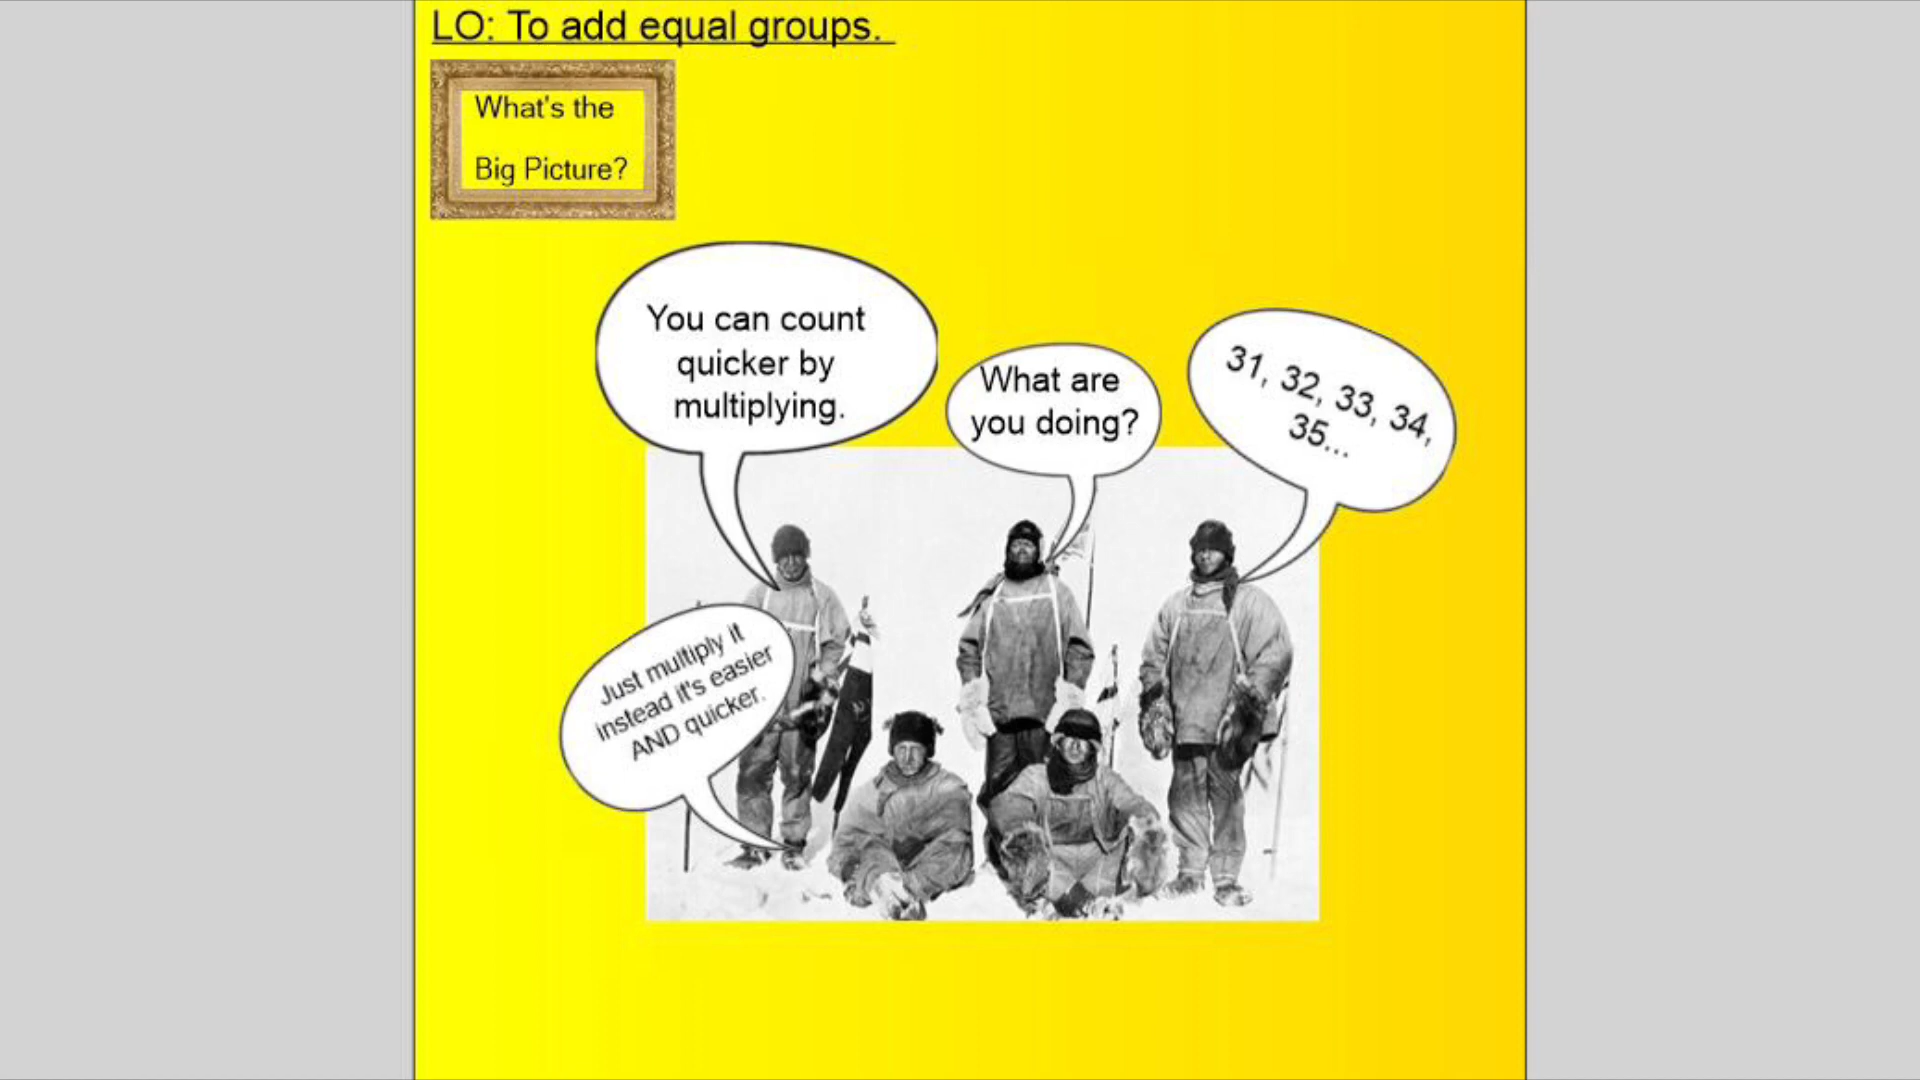 LO: To add equal groups.
What's the
Big Picture?
You can count
quicker by
multiplying.
What are
you doing?
31, 32, 33, 34,
35...
Just multiply it
instead it's easier
AND quicker.